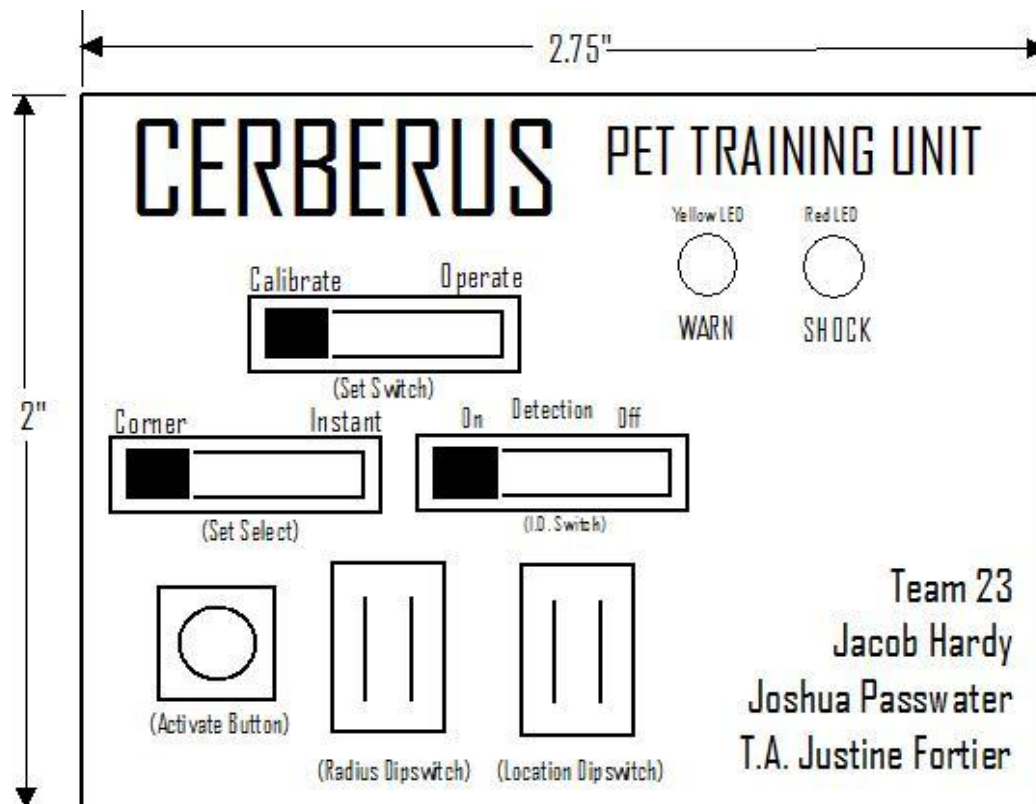 2.75"
CERBERUS PET TRAINING UNIT
Yellow LED Red LED
WARN SHOCK
Calibrate Operate
(Set Switch)
2"
Corner Instant
On Detection Off
(Set Select)
(I.D. Switch)
(Activate Button)
(Radius Dipswitch) (Location Dipswitch)
Team 23
Jacob Hardy
Joshua Passwater
T.A. Justine Fortier